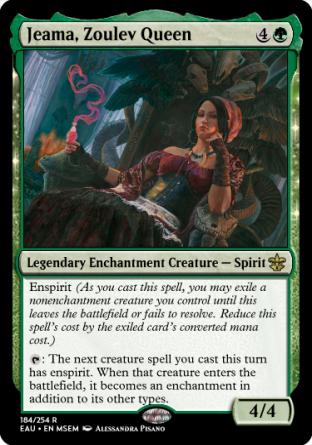 Jeama, Zoulev Queen 4
Legendary Enchantment Creature — Spirit
Enspirit (As you cast this spell, you may exile a
nonenchantment creature you control until this
leaves the battlefield or fails to resolve. Reduce this
spell's cost by the exiled card's converted mana
cost.)
: The next creature spell you cast this turn
has enspirit. When that creature enters the
battlefield, it becomes an enchantment in
addition to its other types.
4/4
184/254 R
EAU • EN MSEM Alessandra Pisano